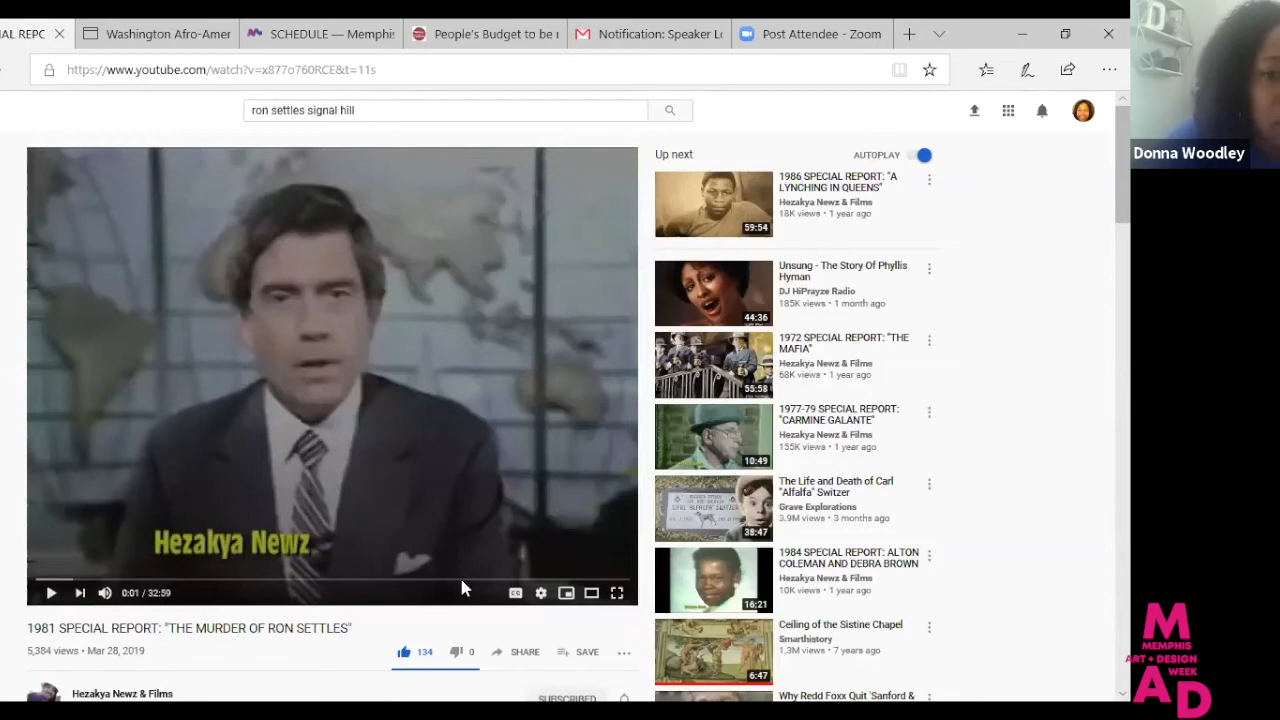 AL REPC
Washington Afro-Amer
SCHEDULE — Memphis
People's Budget to be
Notification: Speaker Lo
Post Attendee - Zoom
https://www.youtube.com/watch?v=x877o760RCE&t=11s
ron settles signal hill
Donna Woodley
Up next
AUTOPLAY
1986 SPECIAL REPORT: "A
LYNCHING IN QUEENS"
Hezakya Newz & Films
18K views • 1 year ago
59:54
Unsung - The Story Of Phyllis
Hyman
DJ HiPrayze Radio
185K views • 1 month ago
44:36
1972 SPECIAL REPORT: "THE
MAFIA"
Hezakya Newz & Films
68K views • 1 year ago
55:58
1977-79 SPECIAL REPORT:
"CARMINE GALANTE"
Hezakya Newz & Films
155K views • 1 year ago
10:49
The Life and Death of Carl
"Alfalfa" Switzer
Grave Explorations
3.9M views • 3 months ago
38:47
1984 SPECIAL REPORT: ALTON
COLEMAN AND DEBRA BROWN
Hezakya Newz & Films
10K views • 1 year ago
16:21
Ceiling of the Sistine Chapel
Smarthistory
1.3M views • 7 years ago
6:47
Why Redd Foxx Quit 'Sanford &
Hezakya Newz
0:01 / 32:59
1981 SPECIAL REPORT: "THE MURDER OF RON SETTLES"
5,384 views • Mar 28, 2019
134
0
SHARE
SAVE
Hezakya Newz & Films
SUBSCRIBED
M
MEMPHIS
ART + DESIGN
WEEK
AD